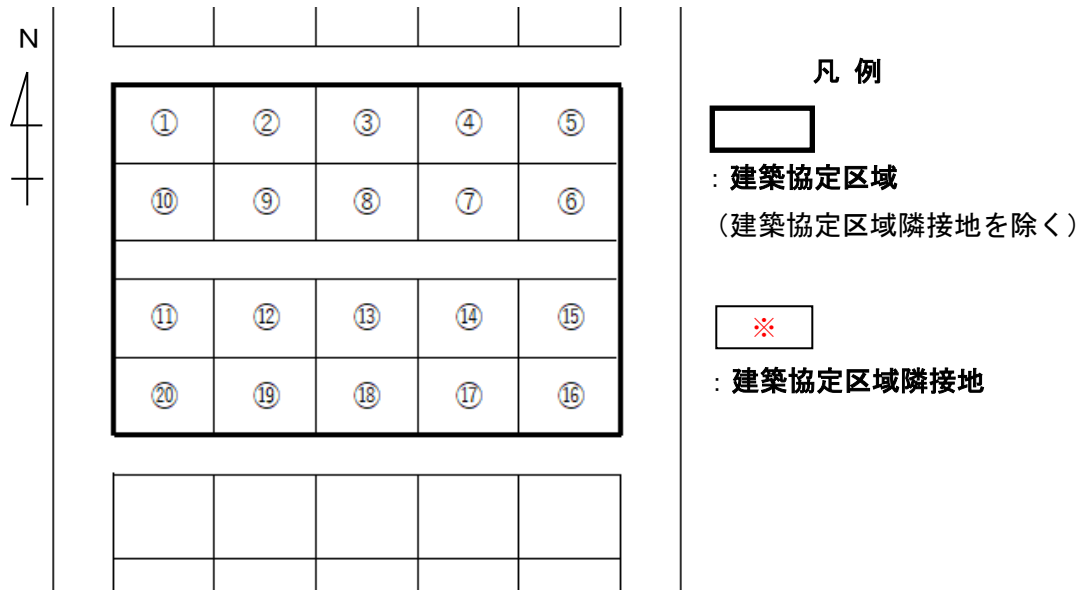 N
① ② ③ ④ ⑤
⑩ ⑨ ⑧ ⑦ ⑥
⑪ ⑫ ⑬ ⑭ ⑮
⑳ ⑲ ⑱ ⑰ ⑯
凡 例
: 建築協定区域
（建築協定区域隣接地を除く）
※
: 建築協定区域隣接地